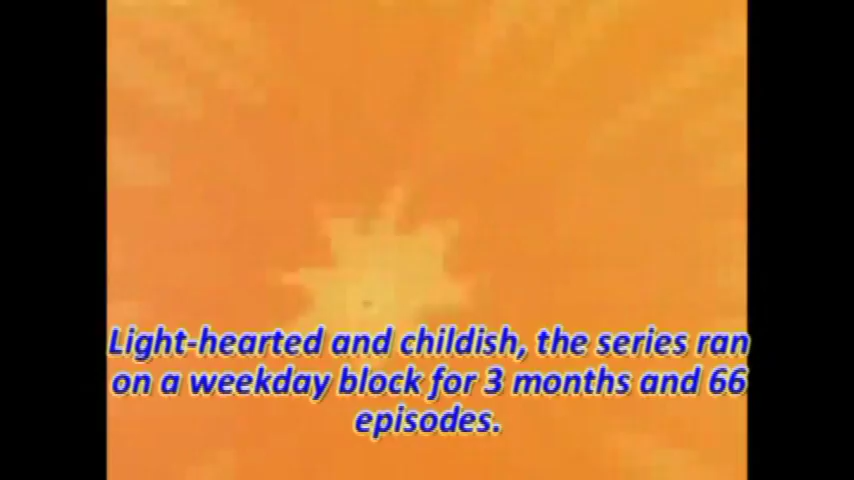 Light-hearted and childish, the series ran
on a weekday block for 3 months and 66
episodes.